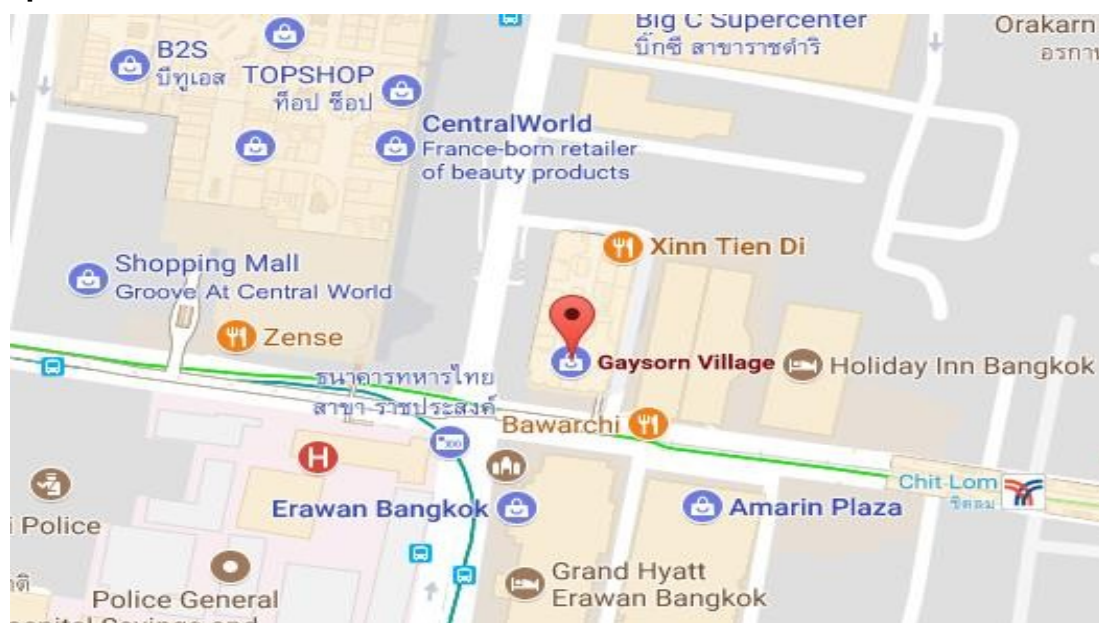 Big C Supercenter
บิ๊กซี สาขาราชดำริ
Orakarn
B2S
บีทูเอส
TOPSHOP
ท็อป ช็อป
CentralWorld
France-born retailer
of beauty products
Xinn Tien Di
Shopping Mall
Groove At Central World
Zense
Gaysorn Village
Holiday Inn Bangkok
ธนาคารทหารไทย
สาขา ราชประสงค์
Bawarchi
H
Chit Lom
ชิดลม
Erawan Bangkok
Amarin Plaza
Police
Grand Hyatt
Erawan Bangkok
Police General